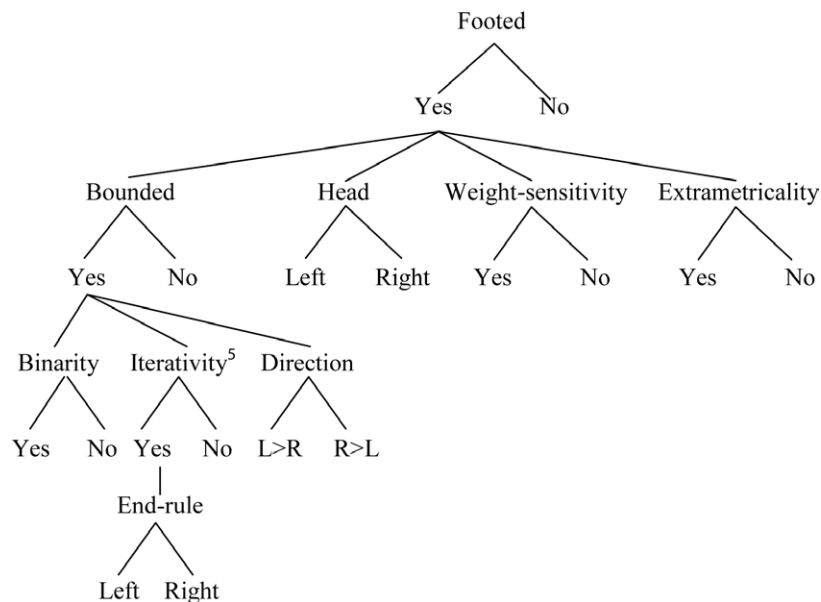 Footed
Yes No
Bounded Head Weight-sensitivity Extrametricality
Yes No Left Right Yes No Yes No
Binarity Iterativity⁵ Direction
Yes No Yes No L>R R>L
End-rule
Left Right